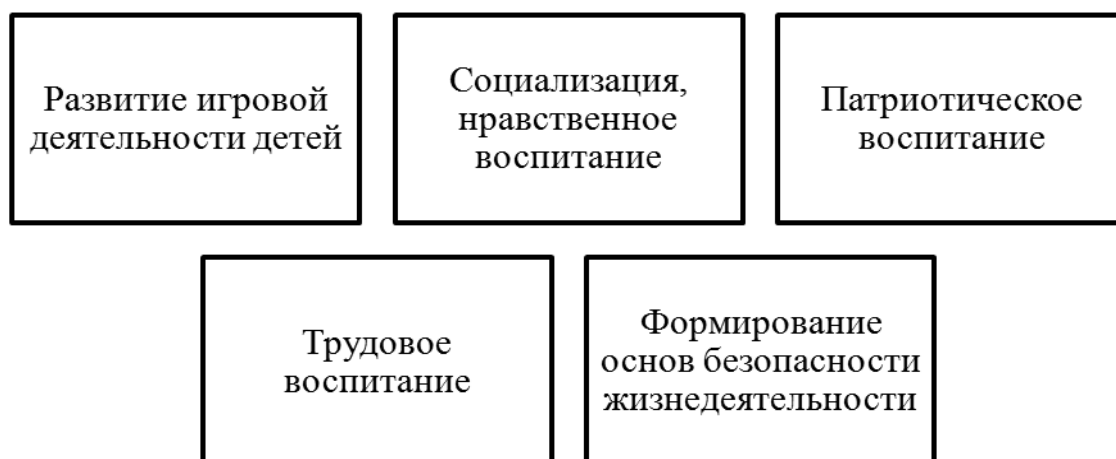 Развитие игровой
деятельности детей
Социализация,
нравственное
воспитание
Патриотическое
воспитание
Трудовое
воспитание
Формирование
основ безопасности
жизнедеятельности